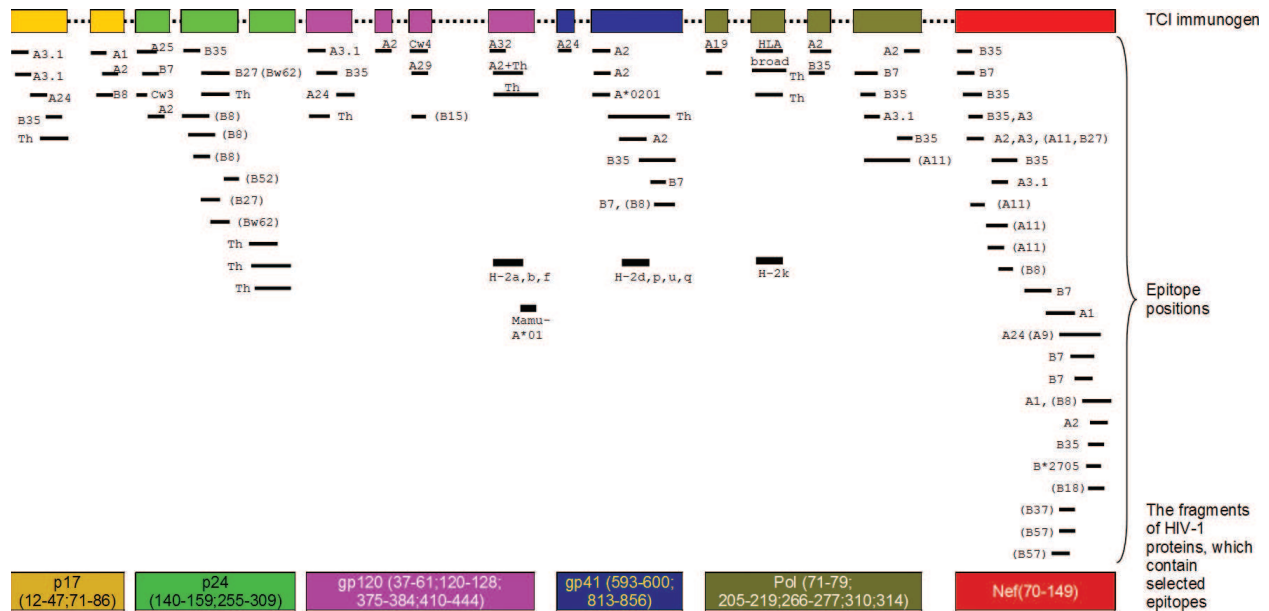 TCI immunogen
A3.1 A1 A25 B35 A3.1 A2 Cw4 A32 A24 A2 A19 HLA A2 A2 B35
A3.1 A2 B7 B27(Bw62) B35 A29 A2+Th A2 broad Th B35 B7 B7
A24 B8 Cw3 Th A24 Th A*0201 Th B35 B35
B35 A2 (B8) Th (B15) Th A3.1 B35,A3
Th (B8) A2 B35 A2,A3,(A11,B27)
(B8) B35 (A11) B35
(B52) B7 A3.1
(B27) B7,(B8) (A11)
(Bw62) (A11)
Th (A11)
Th H-2a,b,f H-2d,p,u,q H-2k (B8)
Th B7
Mamu-
A*01
A1
A24(A9)
B7
B7
A1,(B8)
A2
B35
B*2705
(B18)
(B37)
(B57)
(B57)
Epitope
positions
The fragments
of HIV-1
proteins, which
contain
selected
epitopes
p17
(12-47;71-86)
p24
(140-159;255-309)
gp120 (37-61;120-128;
375-384;410-444)
gp41 (593-600;
813-856)
Pol (71-79;
205-219;266-277;310;314)
Nef(70-149)